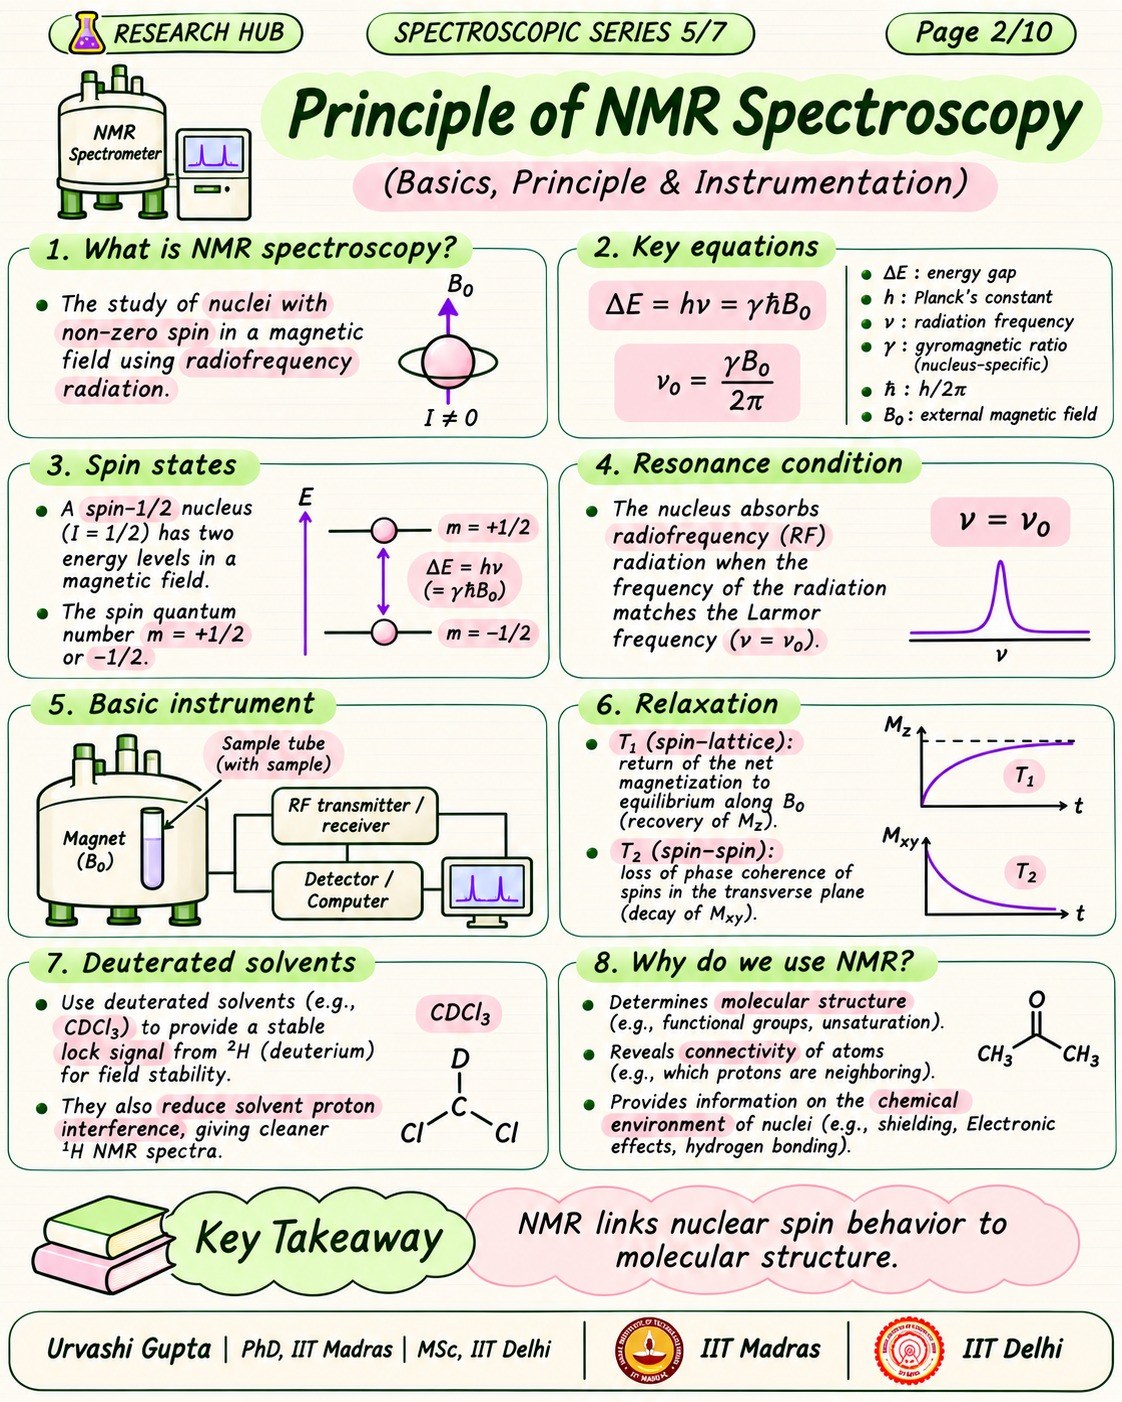 RESEARCH HUB
SPECTROSCOPIC SERIES 5/7
Page 2/10
NMR
Spectrometer
Principle of NMR Spectroscopy
(Basics, Principle & Instrumentation)
1. What is NMR spectroscopy?
The study of nuclei with
non-zero spin in a magnetic
field using radiofrequency
radiation.
B₀
I ≠ 0
2. Key equations
ΔE = hν = γħB₀
ν₀ = γB₀ / 2π
ΔE : energy gap
h : Planck's constant
ν : radiation frequency
γ : gyromagnetic ratio
(nucleus-specific)
ħ : h/2π
B₀ : external magnetic field
3. Spin states
A spin-1/2 nucleus
(I = 1/2) has two
energy levels in a
magnetic field.
The spin quantum
number m = +1/2
or -1/2.
E
m = +1/2
ΔE = hν
(= γħB₀)
m = -1/2
4. Resonance condition
The nucleus absorbs
radiofrequency (RF)
radiation when the
frequency of the radiation
matches the Larmor
frequency (ν = ν₀).
ν = ν₀
ν
5. Basic instrument
Sample tube
(with sample)
Magnet
(B₀)
RF transmitter /
receiver
Detector /
Computer
6. Relaxation
T₁ (spin-lattice):
return of the net
magnetization to
equilibrium along B₀
(recovery of Mz).
T₂ (spin-spin):
loss of phase coherence of
spins in the transverse plane
(decay of Mxy).
Mz
T₁
t
Mxy
T₂
t
7. Deuterated solvents
Use deuterated solvents (e.g.,
CDCl₃) to provide a stable
lock signal from ²H (deuterium)
for field stability.
They also reduce solvent proton
interference, giving cleaner
¹H NMR spectra.
CDCl₃
D
C
Cl Cl
8. Why do we use NMR?
Determines molecular structure
(e.g., functional groups, unsaturation).
Reveals connectivity of atoms
(e.g., which protons are neighboring).
Provides information on the chemical
environment of nuclei (e.g., shielding, Electronic
effects, hydrogen bonding).
O
CH₃ CH₃
Key Takeaway
NMR links nuclear spin behavior to
molecular structure.
Urvashi Gupta | PhD, IIT Madras | MSc, IIT Delhi
IIT Madras
IIT Delhi